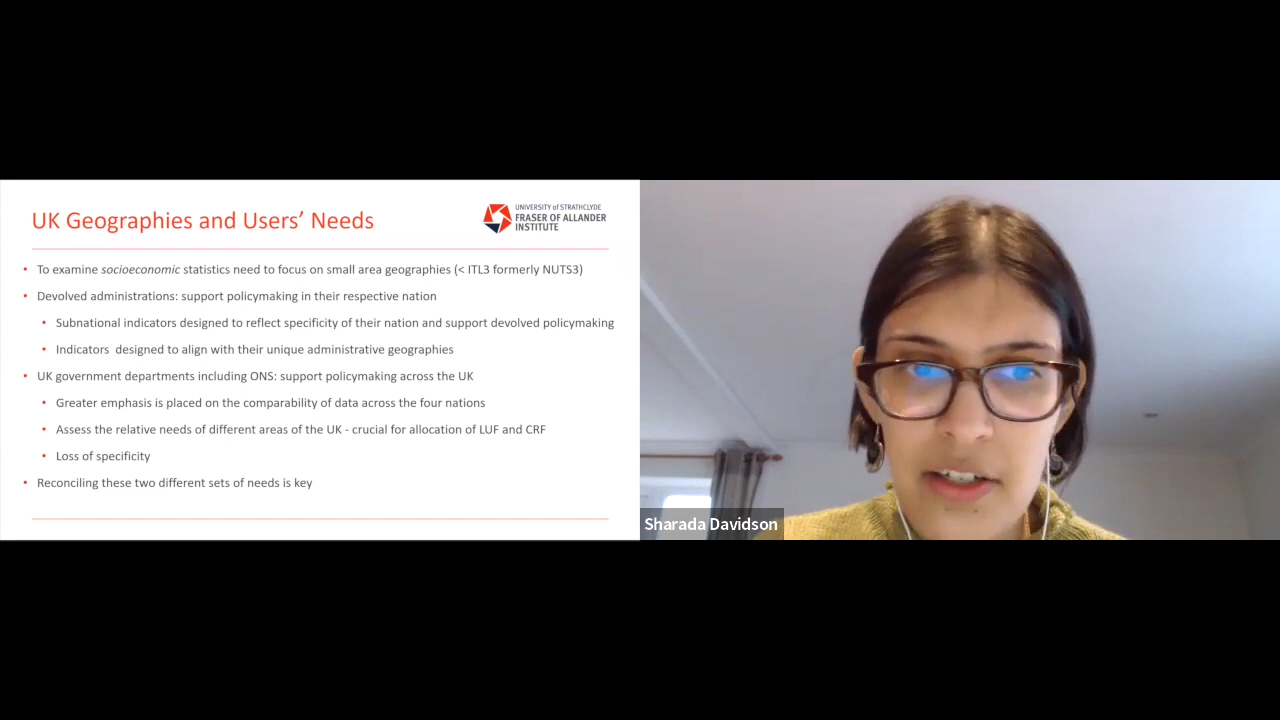 UK Geographies and Users’ Needs
UNIVERSITY of STRATHCLYDE
FRASER OF ALLANDER
INSTITUTE
• To examine socioeconomic statistics need to focus on small area geographies (< ITL3 formerly NUTS3)
• Devolved administrations: support policymaking in their respective nation
• Subnational indicators designed to reflect specificity of their nation and support devolved policymaking
• Indicators  designed to align with their unique administrative geographies
• UK government departments including ONS: support policymaking across the UK
• Greater emphasis is placed on the comparability of data across the four nations
• Assess the relative needs of different areas of the UK - crucial for allocation of LUF and CRF
• Loss of specificity
• Reconciling these two different sets of needs is key
Sharada Davidson